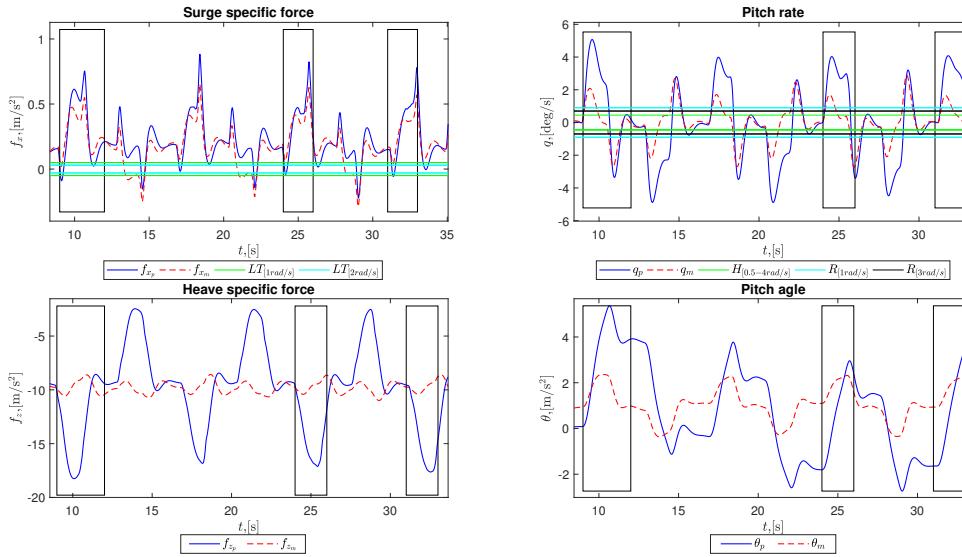 Surge specific force
1
0.5
0
f_x,[m/s²]
10 15 20 25 30 35
t,[s]
f_{x_p} f_{x_m} LT_{[1rad/s]} LT_{[2rad/s]}
Pitch rate
6
4
2
0
-2
-4
-6
q,[deg/s]
10 15 20 25 30
t,[s]
q_p q_m H_{[0.5-4rad/s]} R_{[1rad/s]} R_{[3rad/s]}
Heave specific force
-5
-10
-15
-20
f_z,[m/s²]
10 15 20 25 30
t,[s]
f_{z_p} f_{z_m}
Pitch agle
4
2
0
-2
θ,[m/s²]
10 15 20 25 30
t,[s]
θ_p θ_m